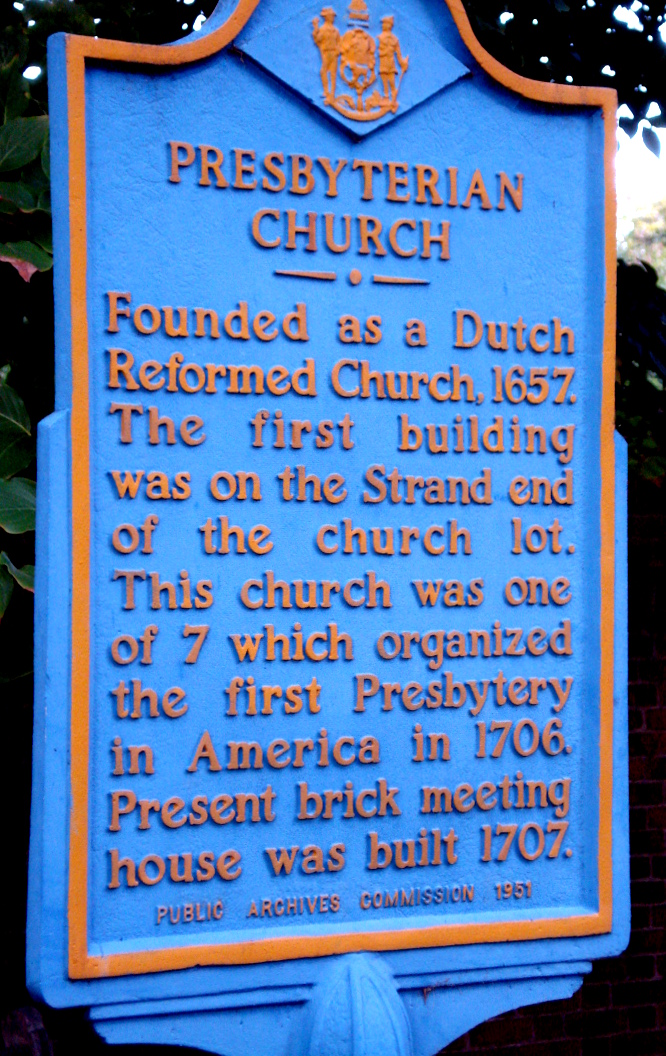 PRESBYTERIAN
CHURCH
Founded as a Dutch
Reformed Church, 1657.
The first building
was on the Strand end
of the church lot.
This church was one
of 7 which organized
the first Presbytery
in America in 1706.
Present brick meeting
house was built 1707.
PUBLIC ARCHIVES COMMISSION 1951